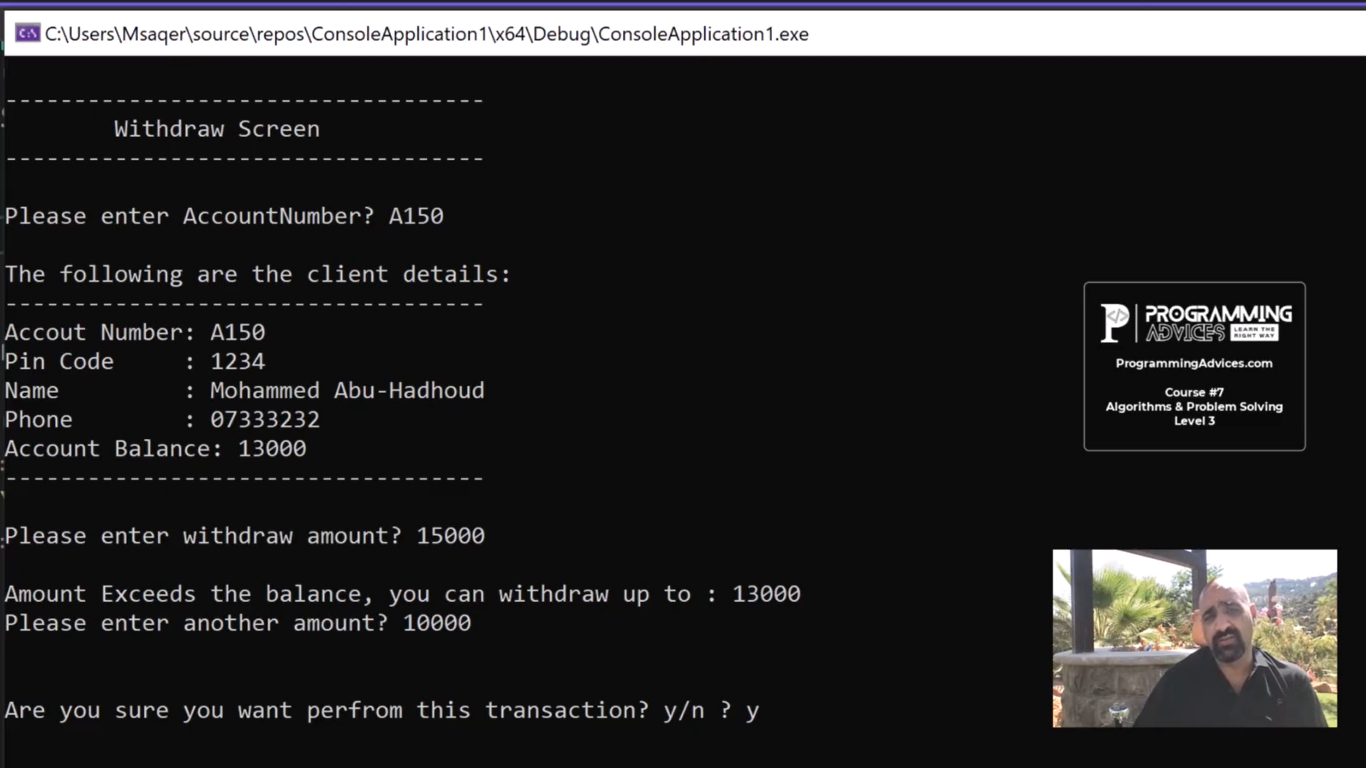 C:\Users\Msaqer\source\repos\ConsoleApplication1\x64\Debug\ConsoleApplication1.exe
-----------------------------------
Withdraw Screen
-----------------------------------
Please enter AccountNumber? A150
The following are the client details:
-----------------------------------
Accout Number: A150
Pin Code : 1234
Name : Mohammed Abu-Hadhoud
Phone : 07333232
Account Balance: 13000
-----------------------------------
Please enter withdraw amount? 15000
Amount Exceeds the balance, you can withdraw up to : 13000
Please enter another amount? 10000
Are you sure you want perfrom this transaction? y/n ? y
PROGRAMMING
ADVICES LEARN THE RIGHT WAY
ProgrammingAdvices.com
Course #7
Algorithms & Problem Solving
Level 3